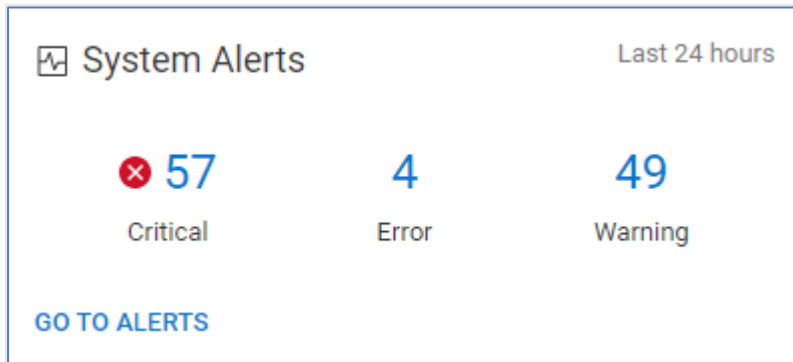 System Alerts
Last 24 hours
57
4
49
Critical
Error
Warning
GO TO ALERTS